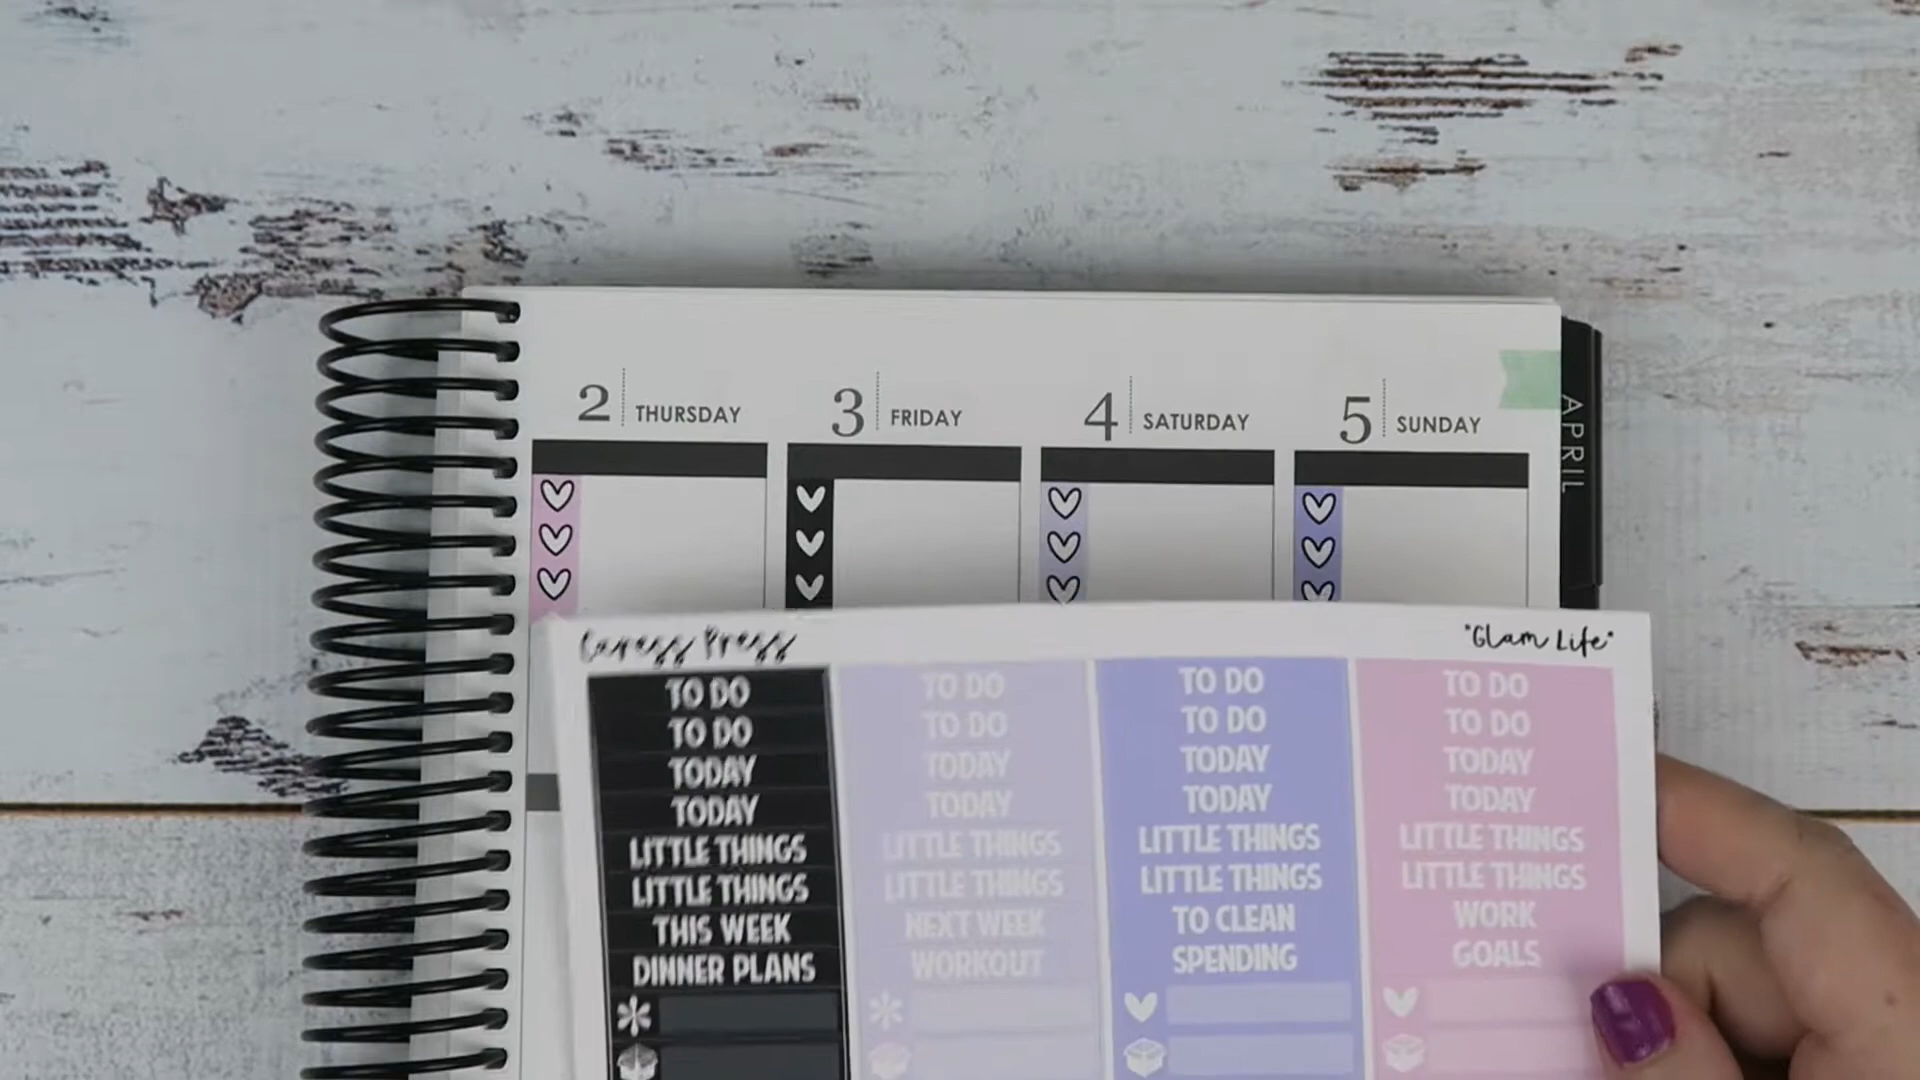 2 THURSDAY 3 FRIDAY 4 SATURDAY 5 SUNDAY
APRIL
Caress Press "Glam Life"
TO DO TO DO TO DO TO DO
TO DO TO DO TO DO TO DO
TODAY TODAY TODAY TODAY
TODAY TODAY TODAY TODAY
LITTLE THINGS LITTLE THINGS LITTLE THINGS LITTLE THINGS
LITTLE THINGS LITTLE THINGS LITTLE THINGS LITTLE THINGS
THIS WEEK NEXT WEEK TO CLEAN WORK
DINNER PLANS WORKOUT SPENDING GOALS